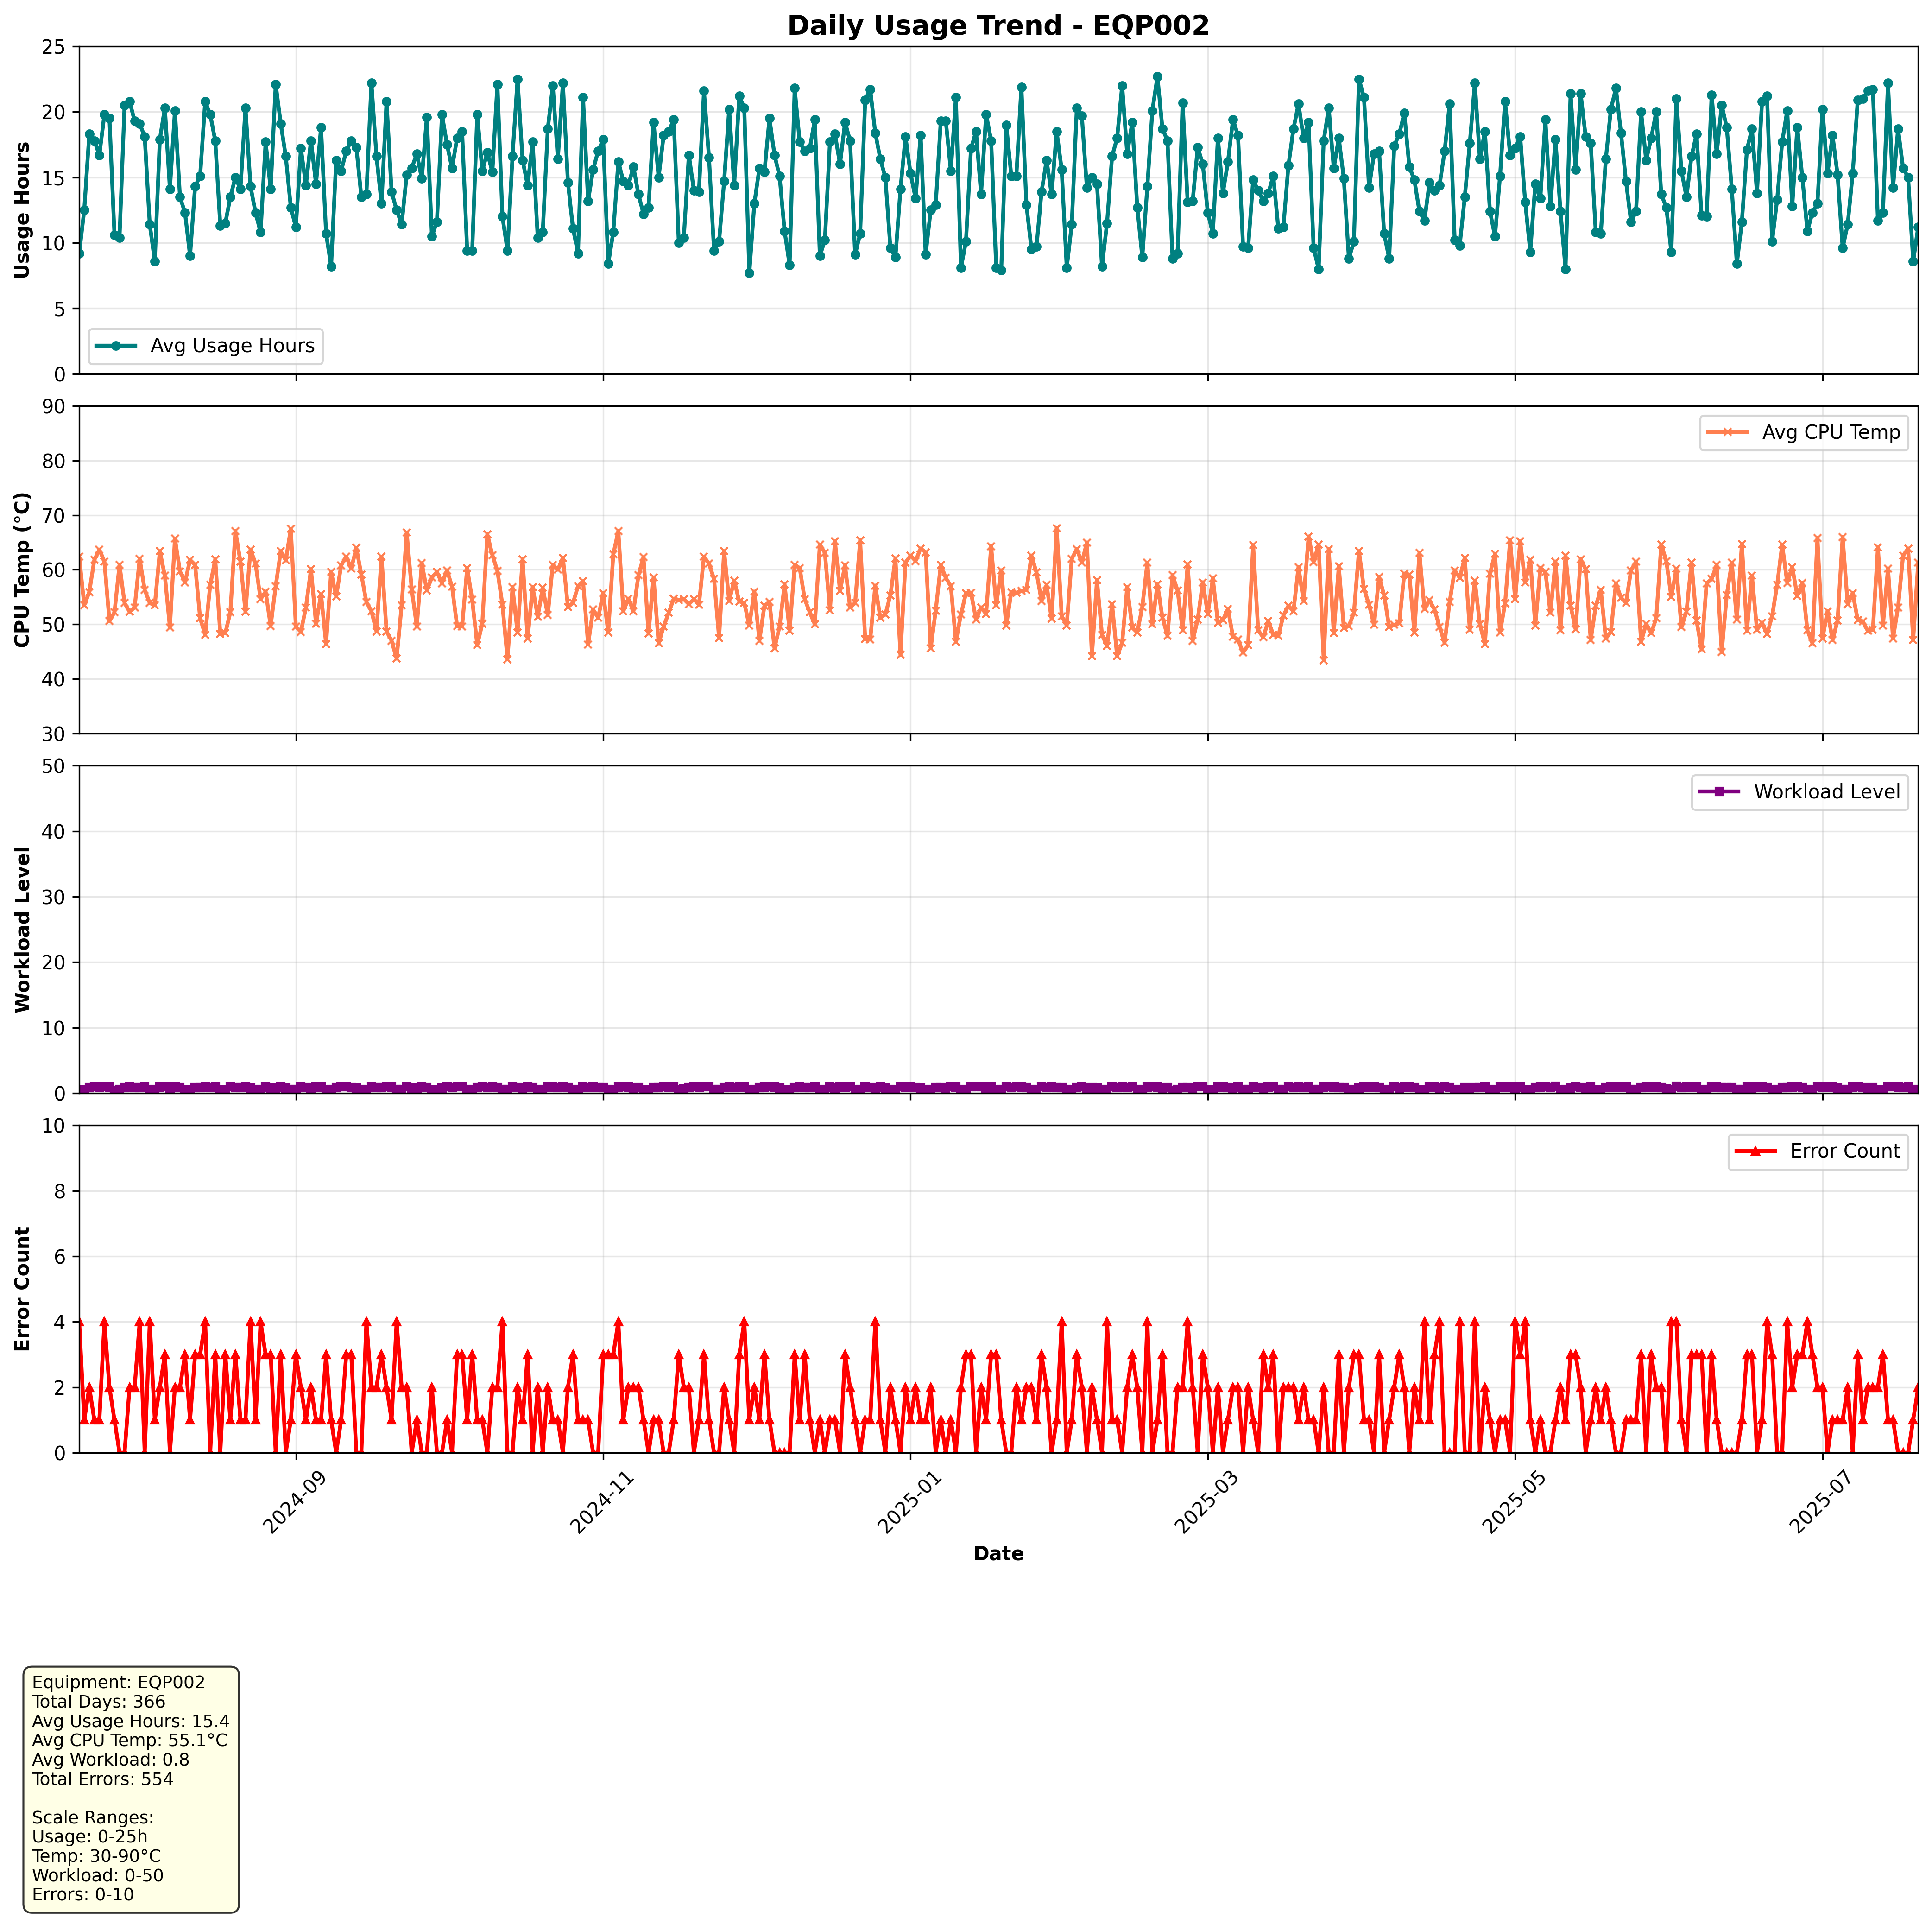 Daily Usage Trend - EQP002
25
20
15
10
5
0
Usage Hours
Avg Usage Hours
90
80
70
60
50
40
30
CPU Temp (°C)
Avg CPU Temp
50
40
30
20
10
0
Workload Level
Workload Level
10
8
6
4
2
0
Error Count
Error Count
2024-09
2024-11
2025-01
2025-03
2025-05
2025-07
Date
Equipment: EQP002
Total Days: 366
Avg Usage Hours: 15.4
Avg CPU Temp: 55.1°C
Avg Workload: 0.8
Total Errors: 554
Scale Ranges:
Usage: 0-25h
Temp: 30-90°C
Workload: 0-50
Errors: 0-10